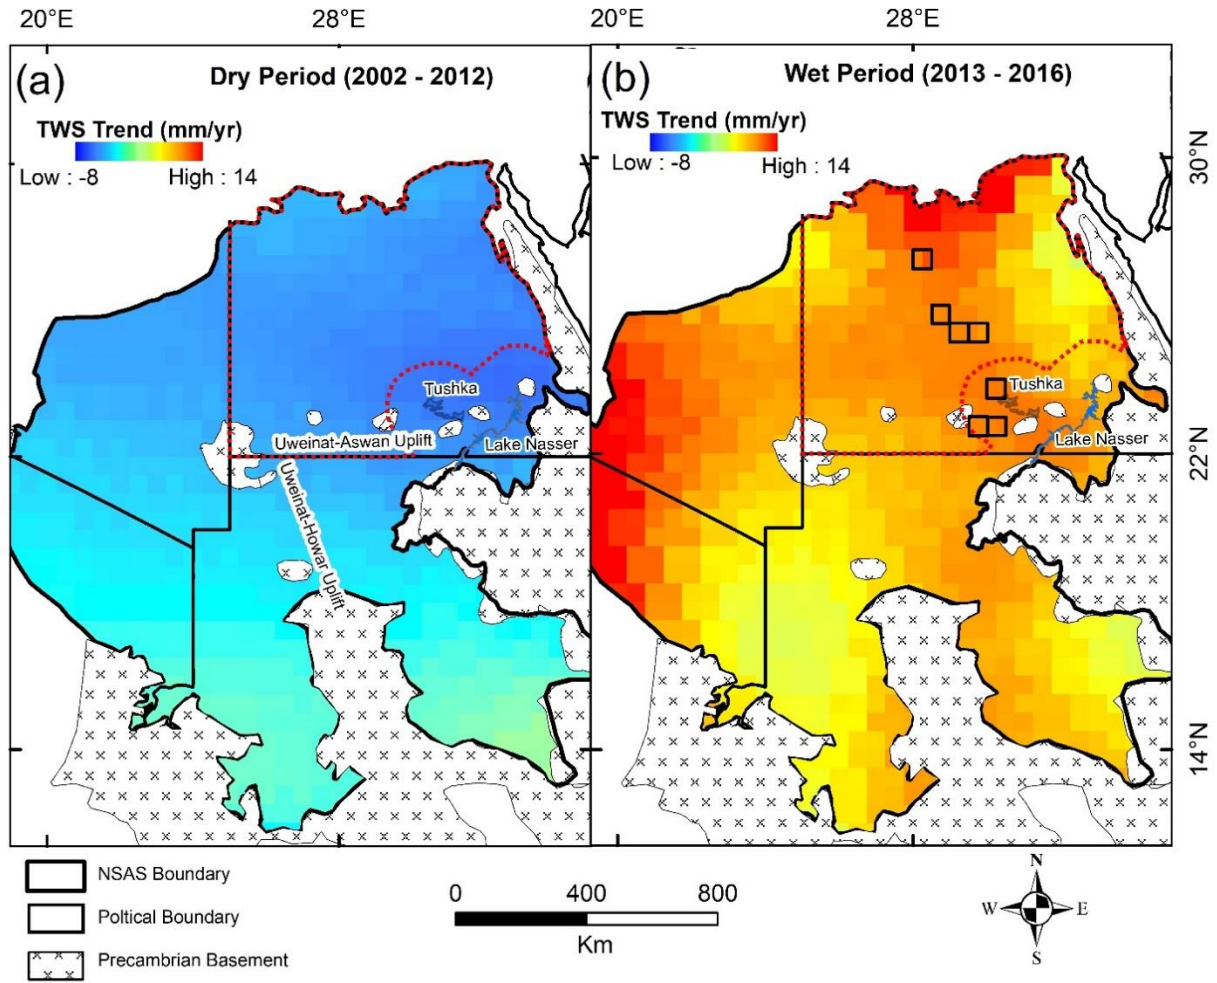 20°E 28°E 20°E 28°E
(a) Dry Period (2002 - 2012)
TWS Trend (mm/yr)
Low : -8 High : 14
Tushka
Uweinat-Aswan Uplift
Lake Nasser
Uweinat-Howar Uplift
(b) Wet Period (2013 - 2016)
TWS Trend (mm/yr)
Low : -8 High : 14
Tushka
Lake Nasser
30°N
22°N
14°N
NSAS Boundary
Poltical Boundary
Precambrian Basement
0 400 800
Km
N
W E
S